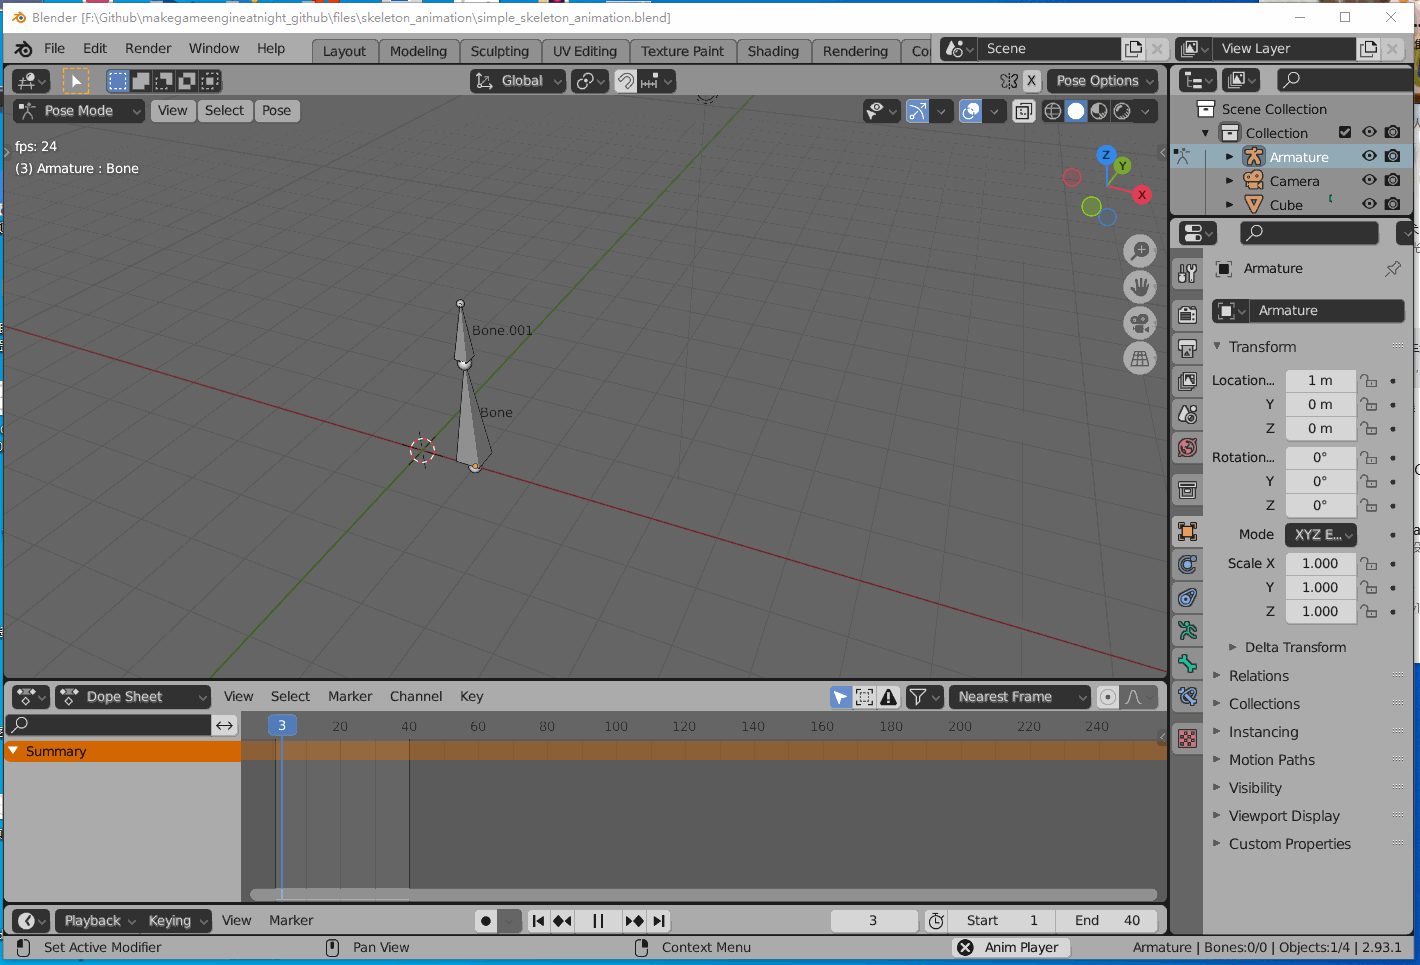 Blender [F:\Github\makegameengineatnight_github\files\skeleton_animation\simple_skeleton_animation.blend]
File Edit Render Window Help Layout Modeling Sculpting UV Editing Texture Paint Shading Rendering Scene View Layer
Global X Pose Options
Pose Mode View Select Pose
fps: 24
(3) Armature : Bone
Z
Y
X
Bone.001
Bone
Scene Collection
Collection
Armature
Camera
Cube
Armature
Armature
Transform
Location... 1 m
Y 0 m
Z 0 m
Rotation... 0°
Y 0°
Z 0°
Mode XYZ E...
Scale X 1.000
Y 1.000
Z 1.000
Delta Transform
Relations
Collections
Instancing
Motion Paths
Visibility
Viewport Display
Custom Properties
Dope Sheet View Select Marker Channel Key Nearest Frame
3 20 40 60 80 100 120 140 160 180 200 220 240
Summary
Playback Keying View Marker 3 Start 1 End 40
Set Active Modifier Pan View Context Menu Anim Player Armature | Bones:0/0 | Objects:1/4 | 2.93.1